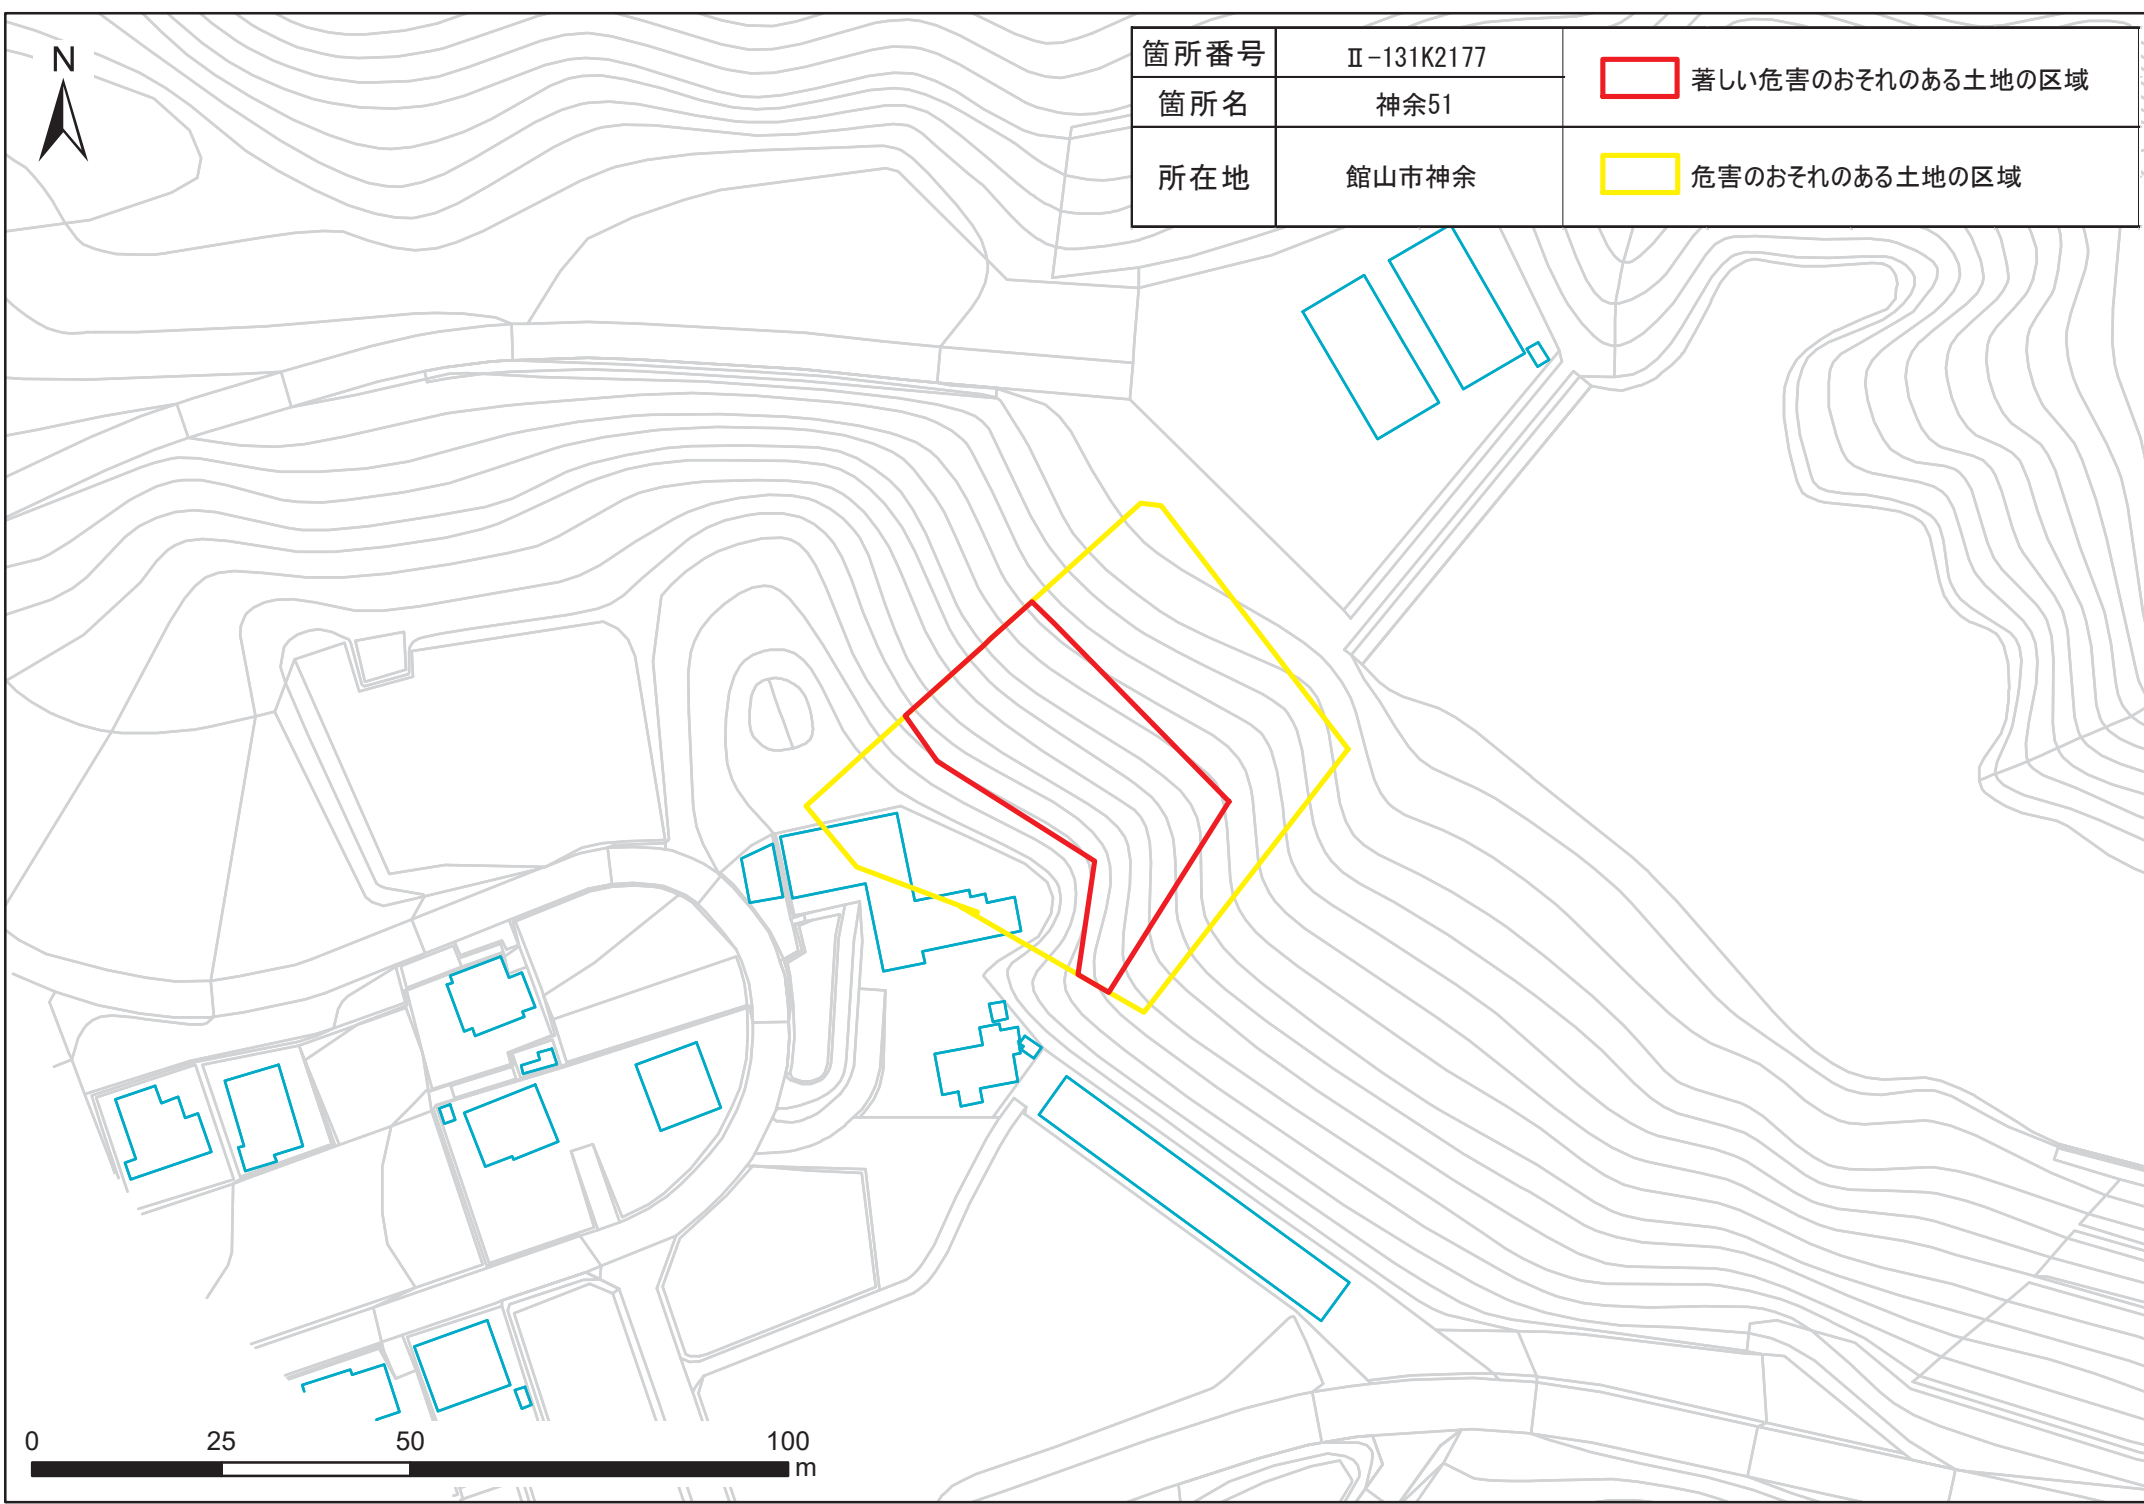 N
箇所番号 Ⅱ-131K2177
箇所名 神余51
所在地 館山市神余
著しい危害のおそれのある土地の区域
危害のおそれのある土地の区域
0 25 50 100
m